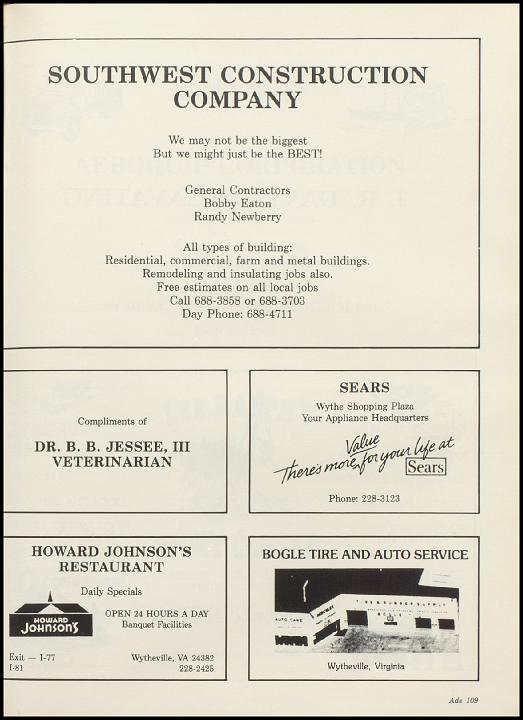 SOUTHWEST CONSTRUCTION
COMPANY
We may not be the biggest
But we might just be the BEST!
General Contractors
Bobby Eaton
Randy Newberry
All types of building:
Residential, commercial, farm and metal buildings.
Remodeling and insulating jobs also.
Free estimates on all local jobs
Call 688-3858 or 688-3703
Day Phone: 688-4711
Compliments of
DR. B. B. JESSEE, III
VETERINARIAN
SEARS
Wythe Shopping Plaza
Your Appliance Headquarters
Value
There's more for your life at
Sears
Phone: 228-3123
HOWARD JOHNSON'S
RESTAURANT
Daily Specials
OPEN 24 HOURS A DAY
Banquet Facilities
HOWARD
JOHNSON'S
Exit — I-77
I-81
Wytheville, VA 24382
228-2425
BOGLE TIRE AND AUTO SERVICE
TIRE & RUBBER SUPPLY
BOGLE
AUTO CARE
Wytheville, Virginia
Ads 109